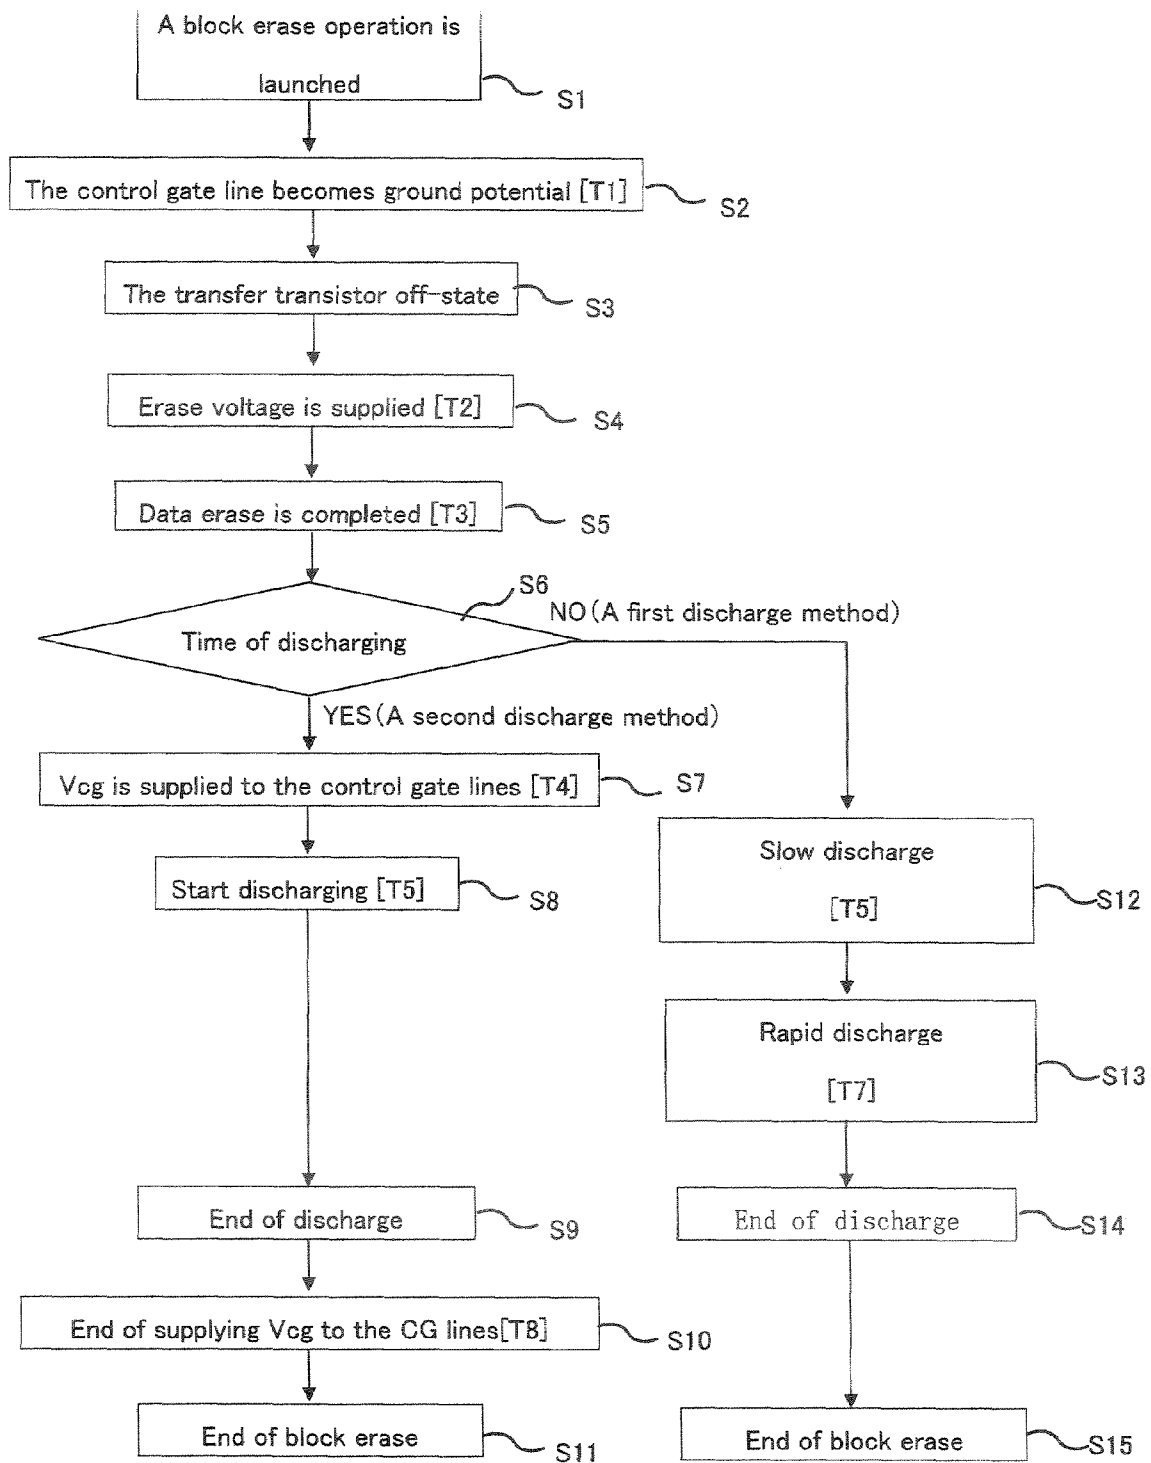 A block erase operation is
launched
S1
The control gate line becomes ground potential [T1]
S2
The transfer transistor off-state
S3
Erase voltage is supplied [T2]
S4
Data erase is completed [T3]
S5
S6
NO(A first discharge method)
Time of discharging
YES(A second discharge method)
Vcg is supplied to the control gate lines [T4]
S7
Slow discharge
[T5]
S12
Start discharging [T5]
S8
Rapid discharge
[T7]
S13
End of discharge
S9
End of discharge
S14
End of supplying Vcg to the CG lines[T8]
S10
End of block erase
S11
End of block erase
S15